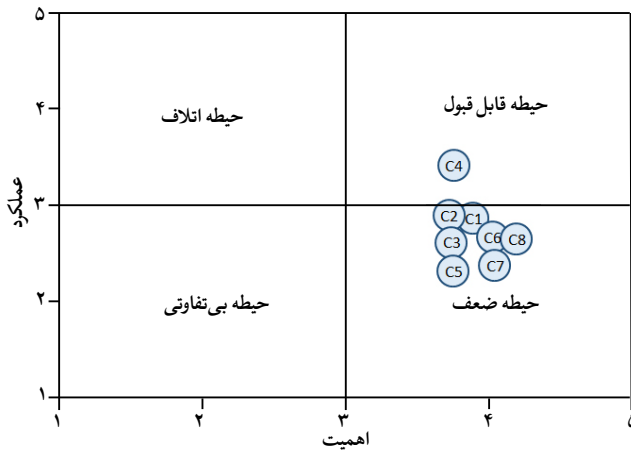 ۵
حیطه قابل قبول
حیطه اتلاف
۴
C4
عملکرد
۳
C2
C1
C3
C6
C8
C5
C7
۲
حیطه ضعف
حیطه بی‌تفاوتی
۱
۱
۲
۳
۴
۵
اهمیت